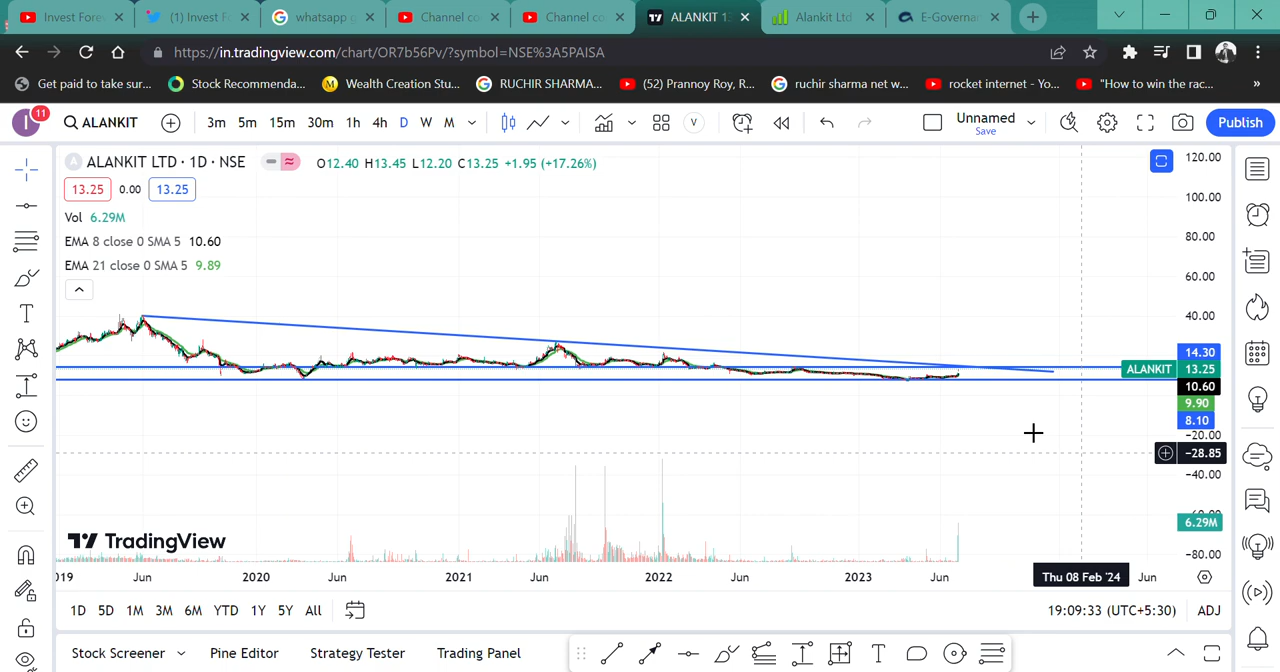 Invest Forev
(1) Invest Fo
whatsapp g
Channel co
Channel co
ALANKIT 13
Alankit Ltd
E-Governan
https://in.tradingview.com/chart/OR7b56Pv/?symbol=NSE%3A5PAISA
Get paid to take sur...
Stock Recommenda...
Wealth Creation Stu...
RUCHIR SHARMA...
(52) Prannoy Roy, R...
ruchir sharma net w...
rocket internet - Yo...
"How to win the rac...
»
I 11
ALANKIT
3m 5m 15m 30m 1h 4h D W M
V
Unnamed
Save
Publish
A ALANKIT LTD · 1D · NSE
O12.40 H13.45 L12.20 C13.25 +1.95 (+17.26%)
13.25 0.00 13.25
Vol 6.29M
EMA 8 close 0 SMA 5 10.60
EMA 21 close 0 SMA 5 9.89
120.00
100.00
80.00
60.00
40.00
14.30
ALANKIT 13.25
10.60
9.90
8.10
−20.00
−28.85
−40.00
6.29M
−80.00
TradingView
019 Jun 2020 Jun 2021 Jun 2022 Jun 2023 Jun Thu 08 Feb '24 Jun
1D 5D 1M 3M 6M YTD 1Y 5Y All
19:09:33 (UTC+5:30) ADJ
Stock Screener Pine Editor Strategy Tester Trading Panel